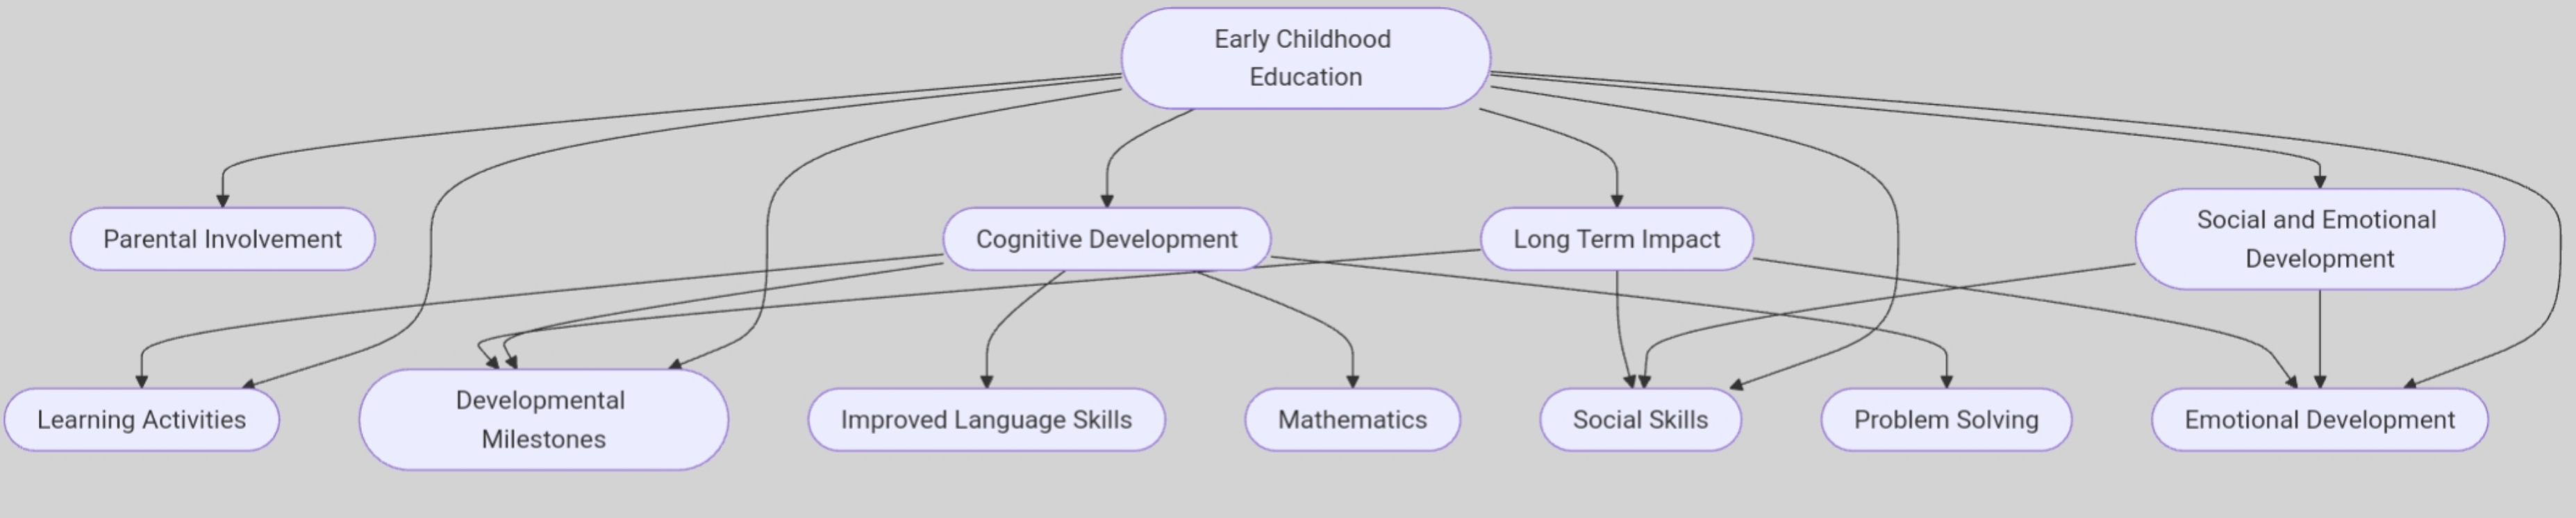 Early Childhood
Education
Parental Involvement
Cognitive Development
Long Term Impact
Social and Emotional
Development
Learning Activities
Developmental
Milestones
Improved Language Skills
Mathematics
Social Skills
Problem Solving
Emotional Development